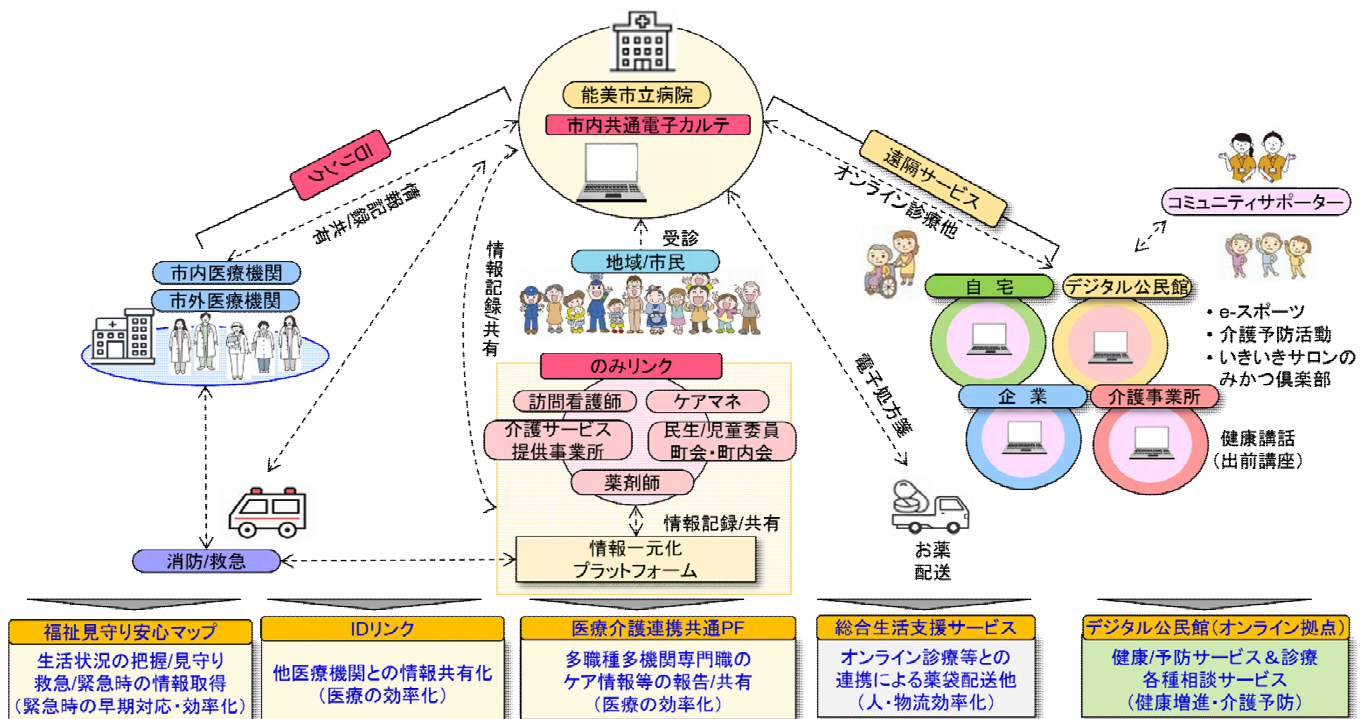 能美市立病院
市内共通電子カルテ
IDリンク
情報記録/共有
遠隔サービス
オンライン診療他
コミュニティサポーター
市内医療機関
市外医療機関
情報記録/共有
受診
地域/市民
自 宅
デジタル公民館
・e-スポーツ
・介護予防活動
・いきいきサロンの
みかつ倶楽部
企 業
介護事業所
健康講話
(出前講座)
のみリンク
訪問看護師
ケアマネ
介護サービス
提供事業所
民生/児童委員
町会・町内会
薬剤師
情報記録/共有
情報一元化
プラットフォーム
電子処方箋
お薬
配送
消防/救急
福祉見守り安心マップ
生活状況の把握/見守り
救急/緊急時の情報取得
(緊急時の早期対応・効率化)
IDリンク
他医療機関との情報共有化
(医療の効率化)
医療介護連携共通PF
多職種多機関専門職の
ケア情報等の報告/共有
(医療の効率化)
総合生活支援サービス
オンライン診療等との
連携による薬袋配送他
(人・物流効率化)
デジタル公民館(オンライン拠点)
健康/予防サービス&診療
各種相談サービス
(健康増進・介護予防)